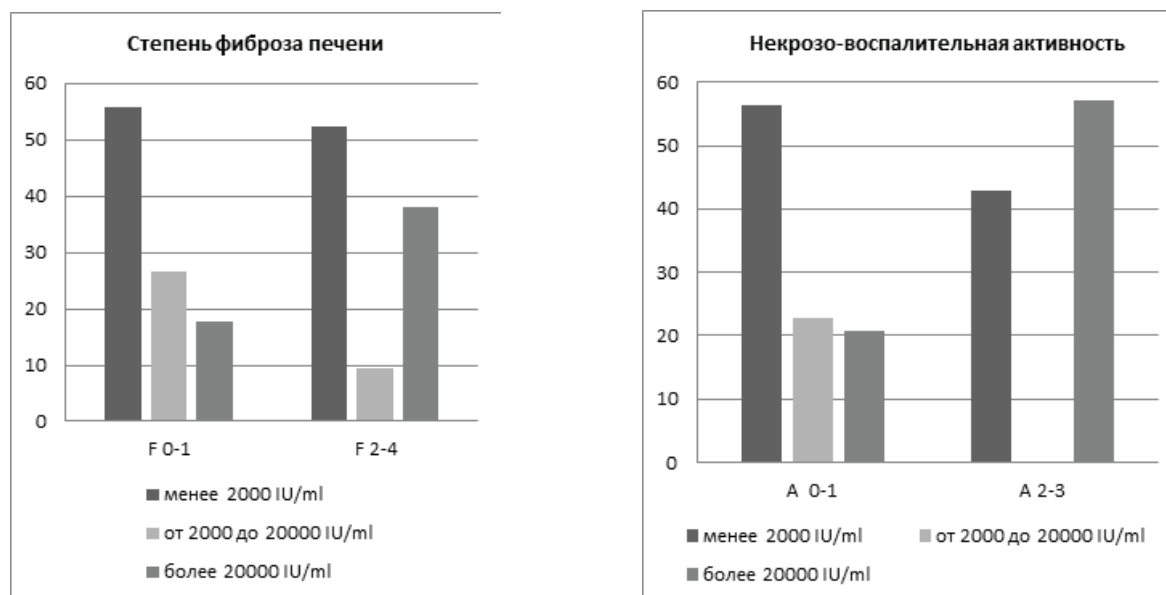 Степень фиброза печени
60
50
40
30
20
10
0
F 0-1 F 2-4
менее 2000 IU/ml
от 2000 до 20000 IU/ml
более 20000 IU/ml
Некрозо-воспалительная активность
60
50
40
30
20
10
0
A 0-1 A 2-3
менее 2000 IU/ml от 2000 до 20000 IU/ml
более 20000 IU/ml